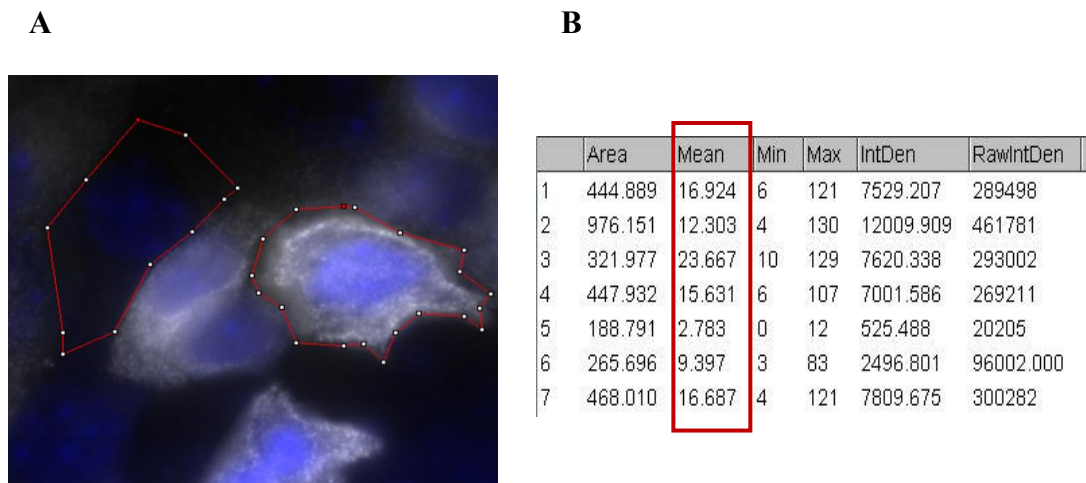 A B
Area Mean Min Max IntDen RawIntDen
1 444.889 16.924 6 121 7529.207 289498
2 976.151 12.303 4 130 12009.909 461781
3 321.977 23.667 10 129 7620.338 293002
4 447.932 15.631 6 107 7001.586 269211
5 188.791 2.783 0 12 525.488 20205
6 265.696 9.397 3 83 2496.801 96002.000
7 468.010 16.687 4 121 7809.675 300282